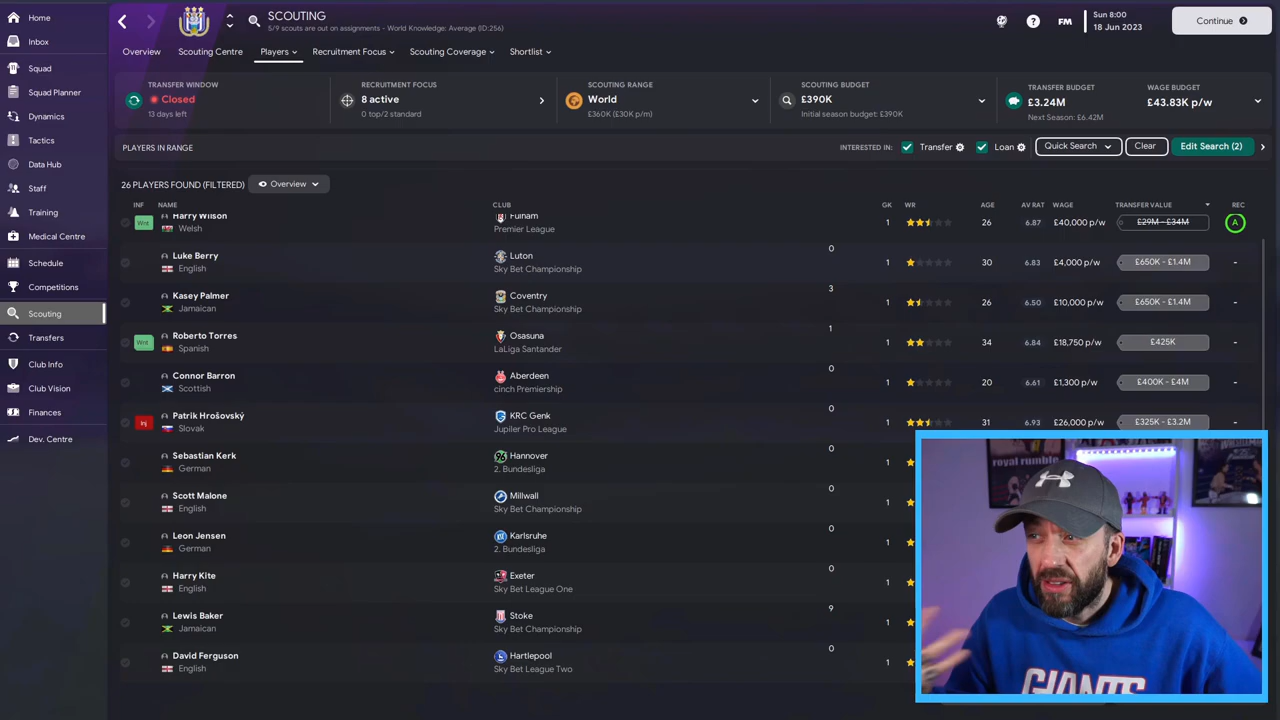 Home
Inbox
Squad
Squad Planner
Dynamics
Tactics
Data Hub
Staff
Training
Medical Centre
Schedule
Competitions
Scouting
Transfers
Club Info
Club Vision
Finances
Dev. Centre
SCOUTING
5/9 scouts are out on assignments - World Knowledge: Average (ID:256)
FM
Sun 8:00
18 Jun 2023
Continue
Overview Scouting Centre Players Recruitment Focus Scouting Coverage Shortlist
TRANSFER WINDOW
Closed
13 days left
RECRUITMENT FOCUS
8 active
0 top/2 standard
SCOUTING RANGE
World
£360K (£30K p/m)
SCOUTING BUDGET
£390K
Initial season budget: £390K
TRANSFER BUDGET
£3.24M
Next Season: £6.42M
WAGE BUDGET
£43.83K p/w
PLAYERS IN RANGE
INTERESTED IN: Transfer Loan Quick Search Clear Edit Search (2)
26 PLAYERS FOUND (FILTERED) Overview
INF NAME CLUB GK WR AGE AV RAT WAGE TRANSFER VALUE REC
Wnt Harry Wilson Fulham 1 26 6.87 £40,000 p/w £29M - £34M A
Welsh Premier League
Luke Berry Luton 0 1 30 6.83 £4,000 p/w £650K - £1.4M -
English Sky Bet Championship
Kasey Palmer Coventry 3 1 26 6.50 £10,000 p/w £650K - £1.4M -
Jamaican Sky Bet Championship
Wnt Roberto Torres Osasuna 1 1 34 6.84 £18,750 p/w £425K -
Spanish LaLiga Santander
Connor Barron Aberdeen 0 1 20 6.61 £1,300 p/w £400K - £4M -
Scottish cinch Premiership
Inj Patrik Hrošovský KRC Genk 0 1 31 6.93 £26,000 p/w £325K - £3.2M -
Slovak Jupiler Pro League
Sebastian Kerk Hannover 0 1
German 2. Bundesliga
Scott Malone Millwall 0 1
English Sky Bet Championship
Leon Jensen Karlsruhe 0 1
German 2. Bundesliga
Harry Kite Exeter 0 1
English Sky Bet League One
Lewis Baker Stoke 9 1
Jamaican Sky Bet Championship
David Ferguson Hartlepool 0 1
English Sky Bet League Two
royal rumble
GIANTS